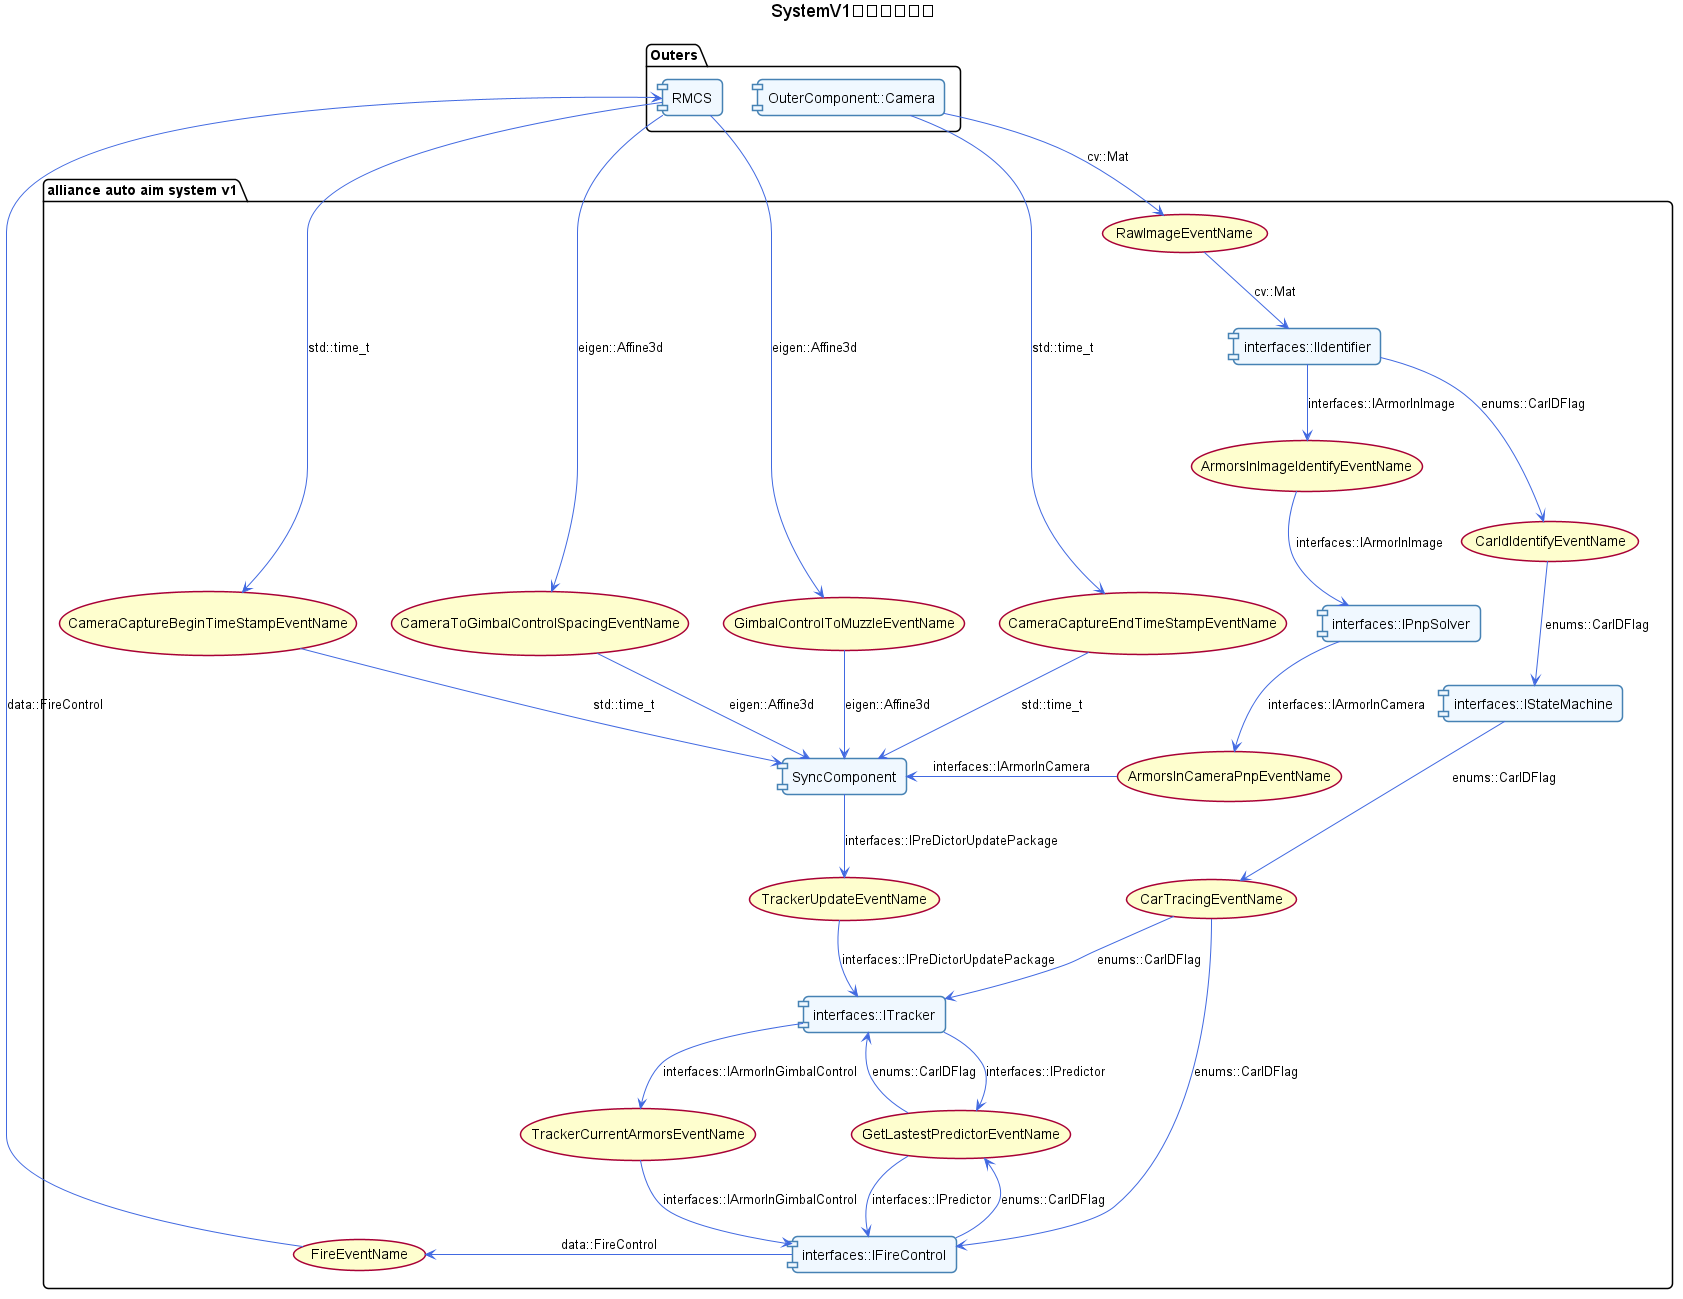 SystemV1
Outers
RMCS
OuterComponent::Camera
cv::Mat
alliance auto aim system v1
RawImageEventName
cv::Mat
std::time_t
eigen::Affine3d
eigen::Affine3d
std::time_t
interfaces::IIdentifier
interfaces::IArmorInImage
enums::CarIDFlag
ArmorsInImageIdentifyEventName
interfaces::IArmorInImage
CarIdIdentifyEventName
CameraCaptureBeginTimeStampEventName
CameraToGimbalControlSpacingEventName
GimbalControlToMuzzleEventName
CameraCaptureEndTimeStampEventName
interfaces::IPnpSolver
enums::CarIDFlag
data::FireControl
std::time_t
eigen::Affine3d
eigen::Affine3d
std::time_t
interfaces::IArmorInCamera
interfaces::IStateMachine
SyncComponent
interfaces::IArmorInCamera
ArmorsInCameraPnpEventName
enums::CarIDFlag
interfaces::IPreDictorUpdatePackage
TrackerUpdateEventName
CarTracingEventName
interfaces::IPreDictorUpdatePackage
enums::CarIDFlag
interfaces::ITracker
interfaces::IArmorInGimbalControl
enums::CarIDFlag
interfaces::IPredictor
enums::CarIDFlag
TrackerCurrentArmorsEventName
GetLastestPredictorEventName
interfaces::IArmorInGimbalControl
interfaces::IPredictor
enums::CarIDFlag
FireEventName
data::FireControl
interfaces::IFireControl